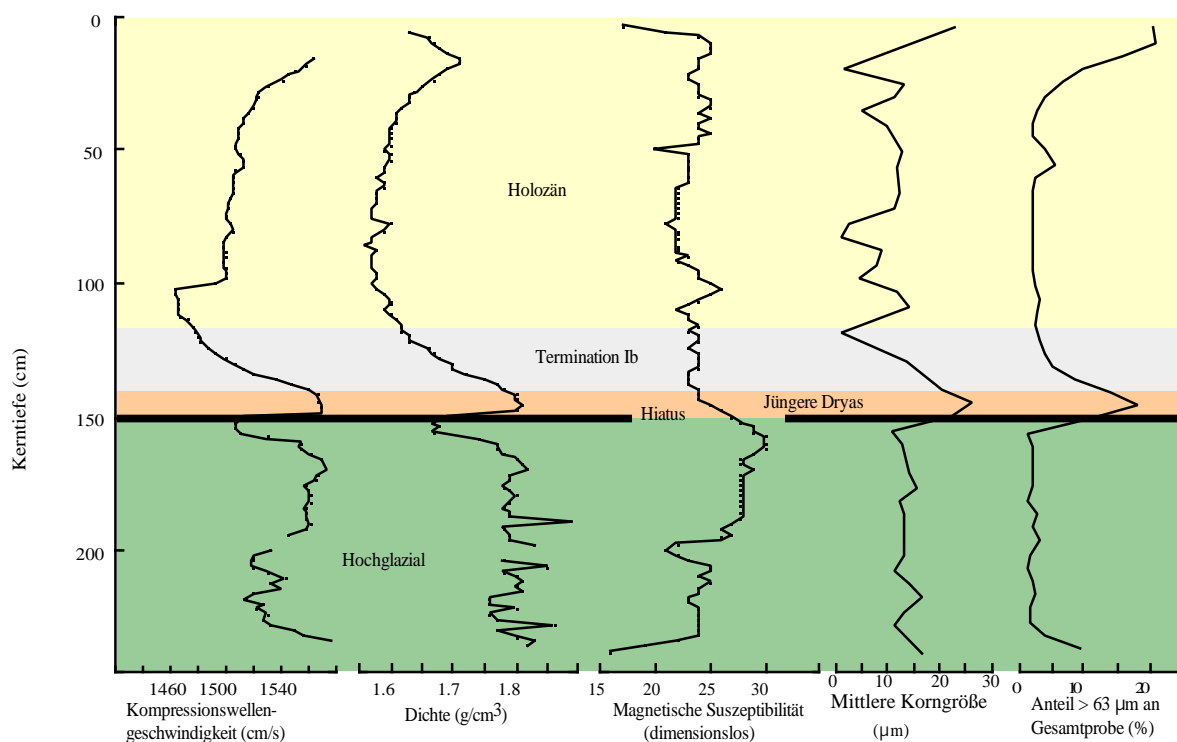 0
50
100
150
200
Kerntiefe (cm)
Holozän
Termination Ib
Jüngere Dryas
Hiatus
Hochglazial
1460 1500 1540
Kompressionswellen-
geschwindigkeit (cm/s)
1.6 1.7 1.8
Dichte (g/cm³)
15 20 25 30
Magnetische Suszeptibilität
(dimensionslos)
0 10 20 30
Mittlere Korngröße
(µm)
0 10 20
Anteil > 63 µm an
Gesamtprobe (%)